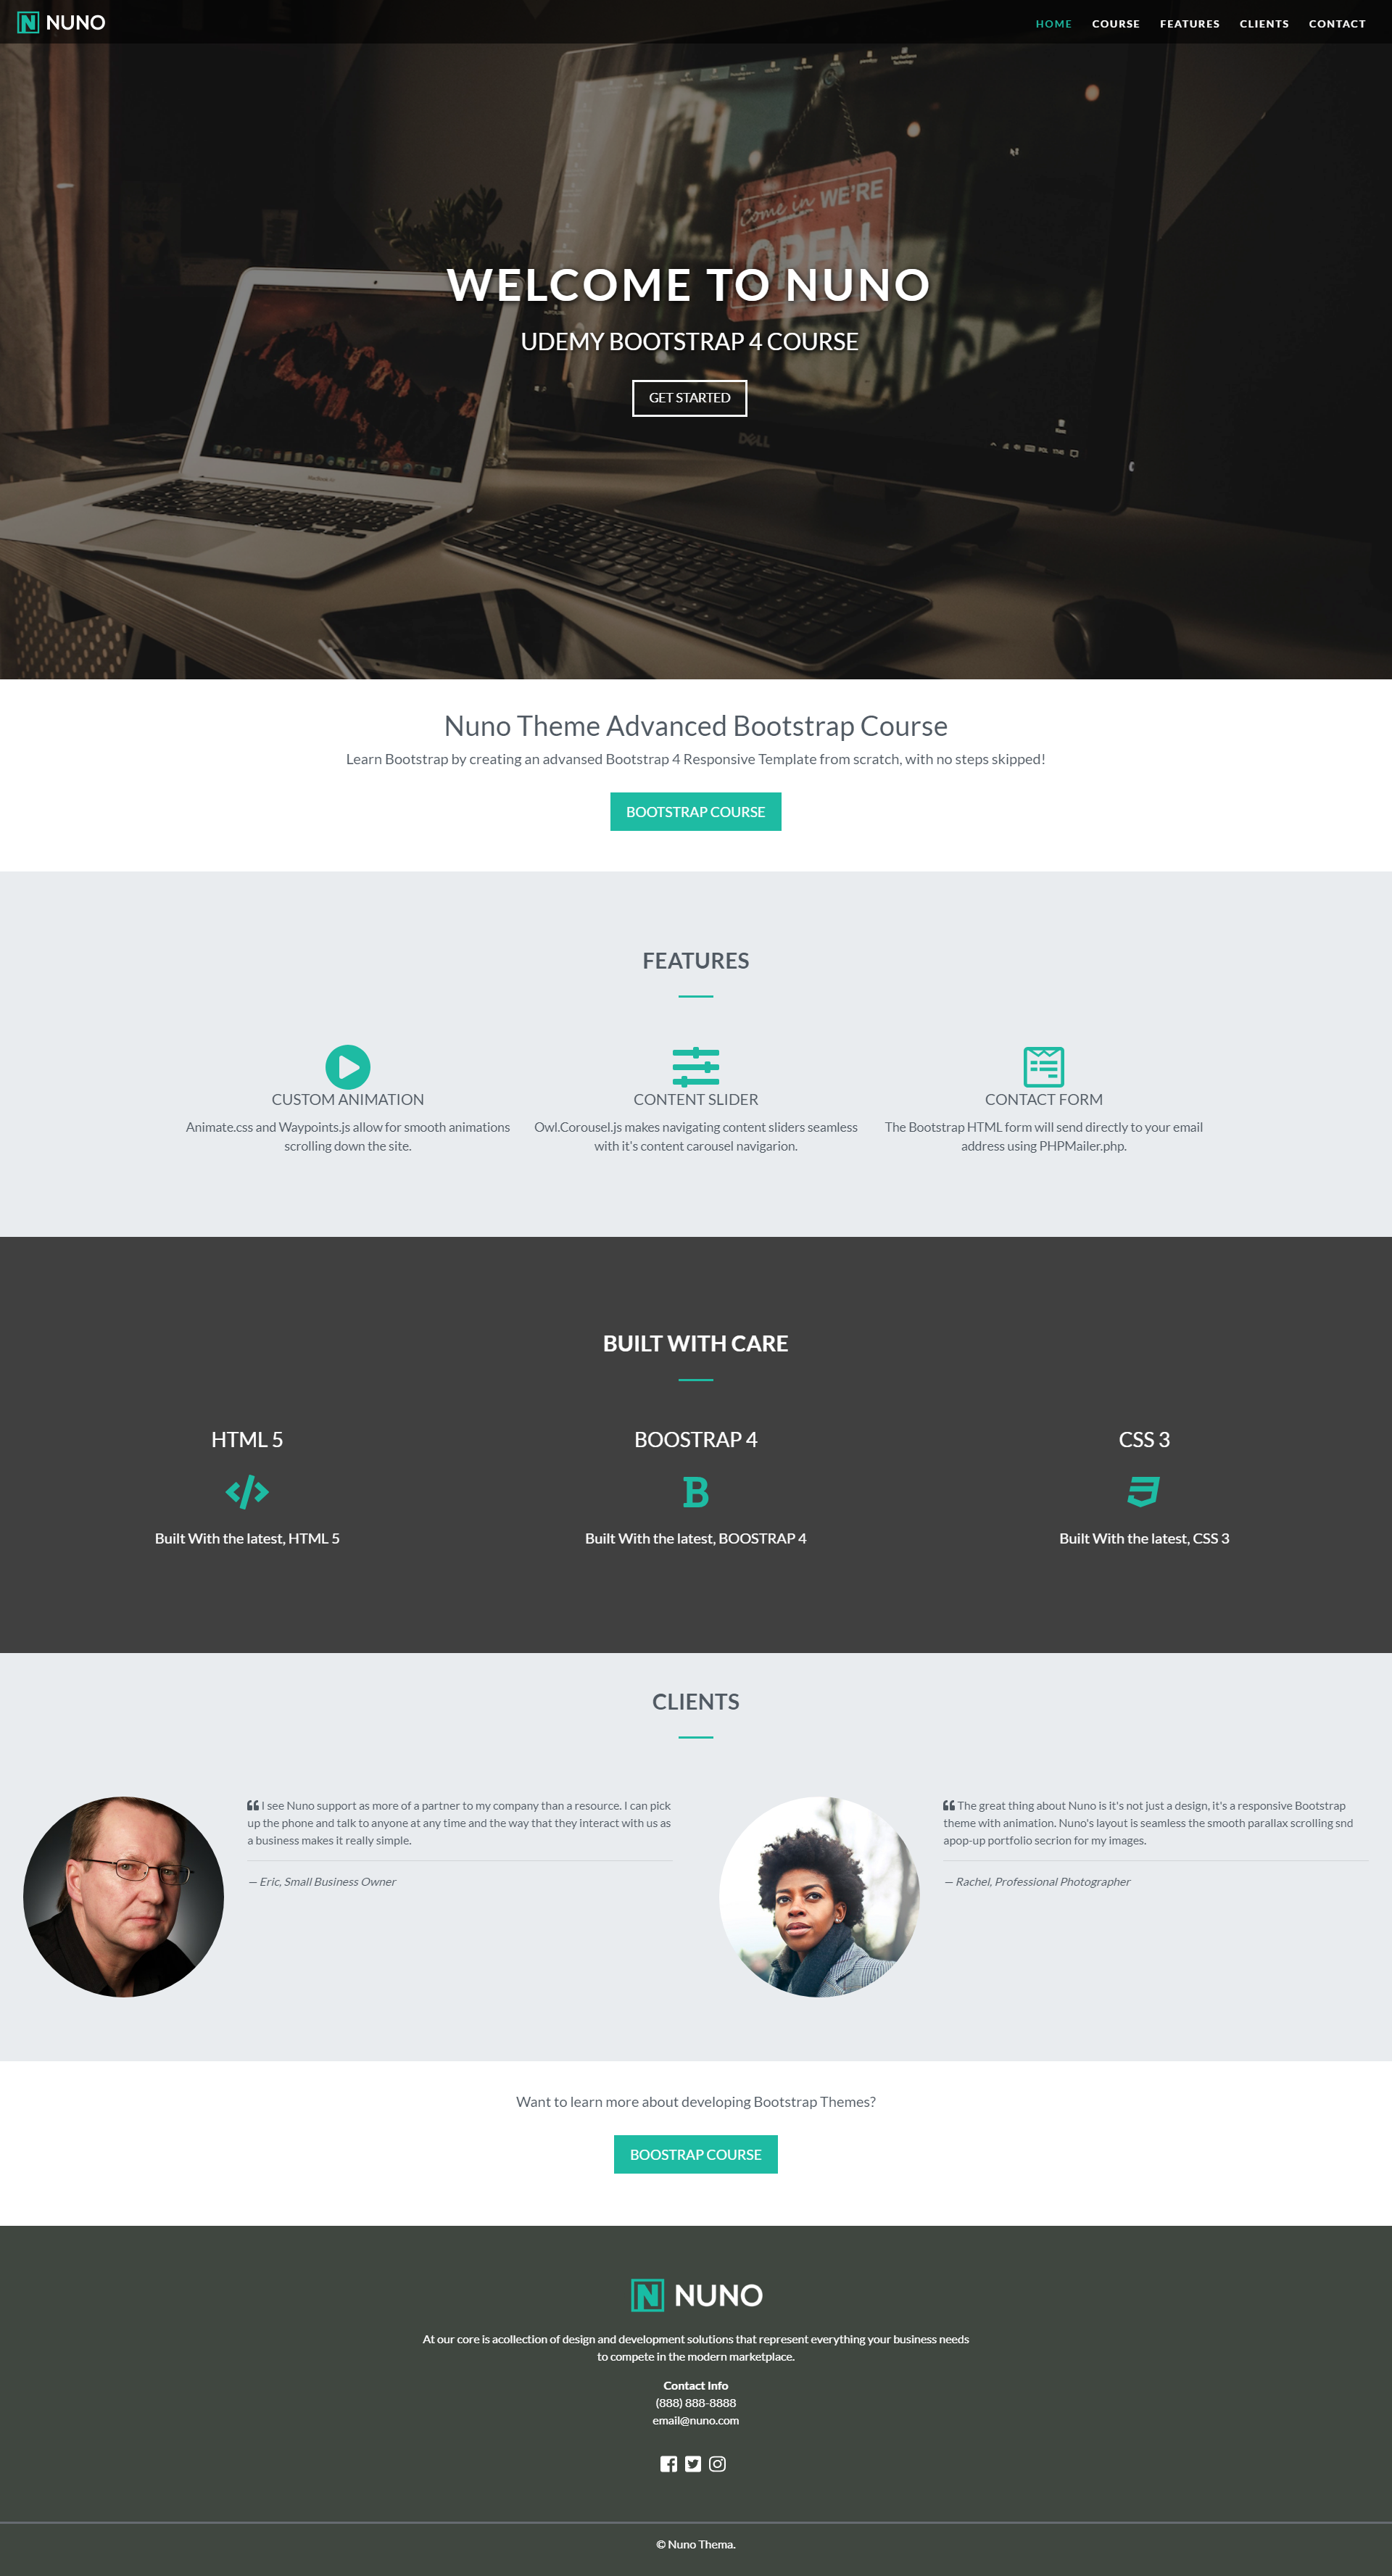 NUNO
HOME COURSE FEATURES CLIENTS CONTACT
come in WE'RE
OPEN
WELCOME TO NUNO
UDEMY BOOTSTRAP 4 COURSE
GET STARTED
DELL
MacBook Air
Nuno Theme Advanced Bootstrap Course
Learn Bootstrap by creating an advansed Bootstrap 4 Responsive Template from scratch, with no steps skipped!
BOOTSTRAP COURSE
FEATURES
CUSTOM ANIMATION
Animate.css and Waypoints.js allow for smooth animations
scrolling down the site.
CONTENT SLIDER
Owl.Corousel.js makes navigating content sliders seamless
with it's content carousel navigarion.
CONTACT FORM
The Bootstrap HTML form will send directly to your email
address using PHPMailer.php.
BUILT WITH CARE
HTML 5
Built With the latest, HTML 5
BOOSTRAP 4
B
Built With the latest, BOOSTRAP 4
CSS 3
Built With the latest, CSS 3
CLIENTS
I see Nuno support as more of a partner to my company than a resource. I can pick
up the phone and talk to anyone at any time and the way that they interact with us as
a business makes it really simple.
— Eric, Small Business Owner
The great thing about Nuno is it's not just a design, it's a responsive Bootstrap
theme with animation. Nuno's layout is seamless the smooth parallax scrolling snd
apop-up portfolio secrion for my images.
— Rachel, Professional Photographer
Want to learn more about developing Bootstrap Themes?
BOOSTRAP COURSE
NUNO
At our core is acollection of design and development solutions that represent everything your business needs
to compete in the modern marketplace.
Contact Info
(888) 888-8888
email@nuno.com
© Nuno Thema.